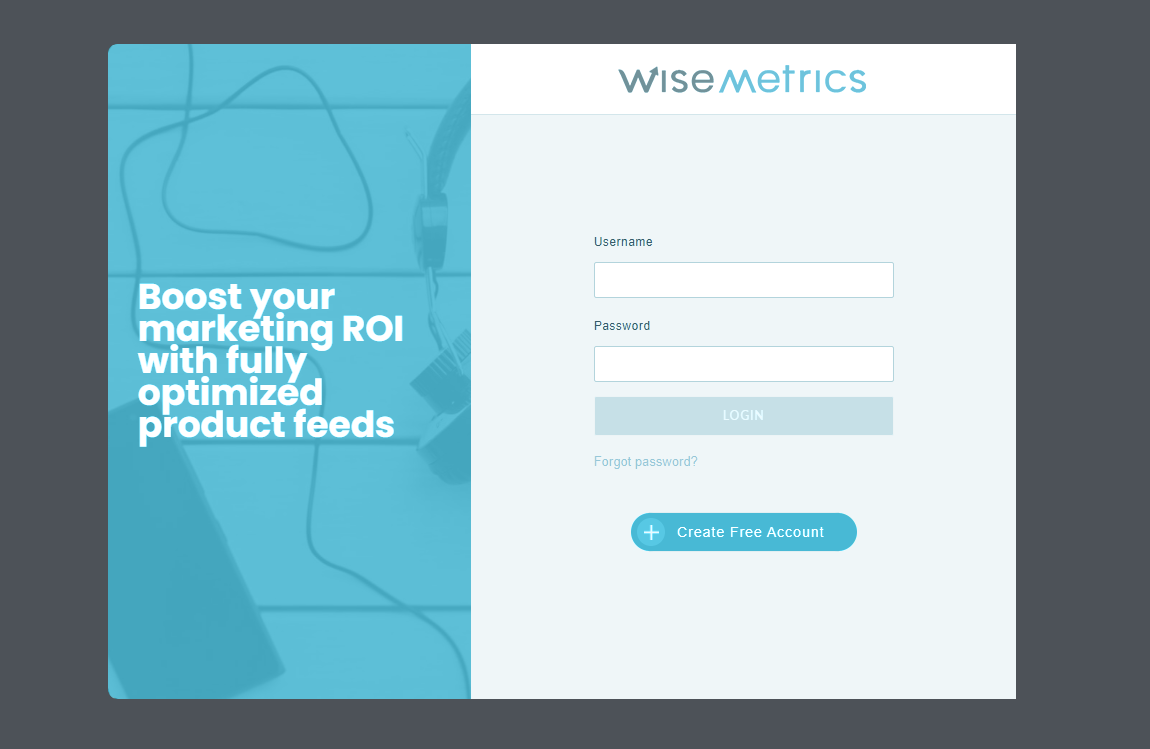 wisemetrics
Boost your
marketing ROI
with fully
optimized
product feeds
Username
Password
LOGIN
Forgot password?
Create Free Account